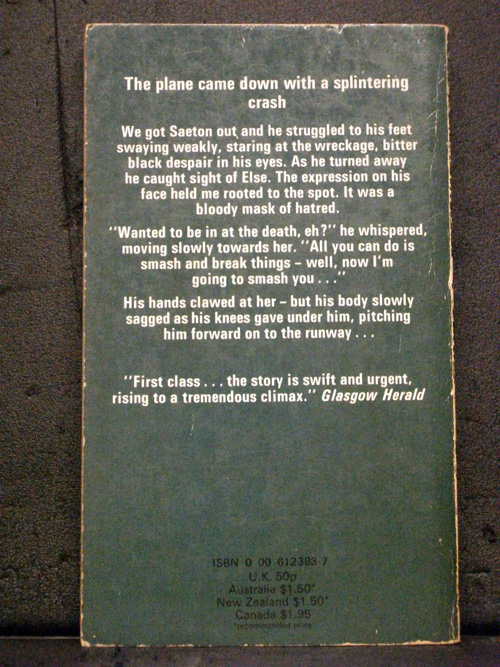 The plane came down with a splintering
crash
We got Saeton out and he struggled to his feet
swaying weakly, staring at the wreckage, bitter
black despair in his eyes. As he turned away
he caught sight of Else. The expression on his
face held me rooted to the spot. It was a
bloody mask of hatred.
"Wanted to be in at the death, eh?" he whispered,
moving slowly towards her. "All you can do is
smash and break things – well, now I'm
going to smash you . . ."
His hands clawed at her – but his body slowly
sagged as his knees gave under him, pitching
him forward on to the runway . . .
"First class . . . the story is swift and urgent,
rising to a tremendous climax." Glasgow Herald
ISBN 0 00 612393 7
U.K. 50p
Australia $1.50*
New Zealand $1.50*
Canada $1.95
*recommended price